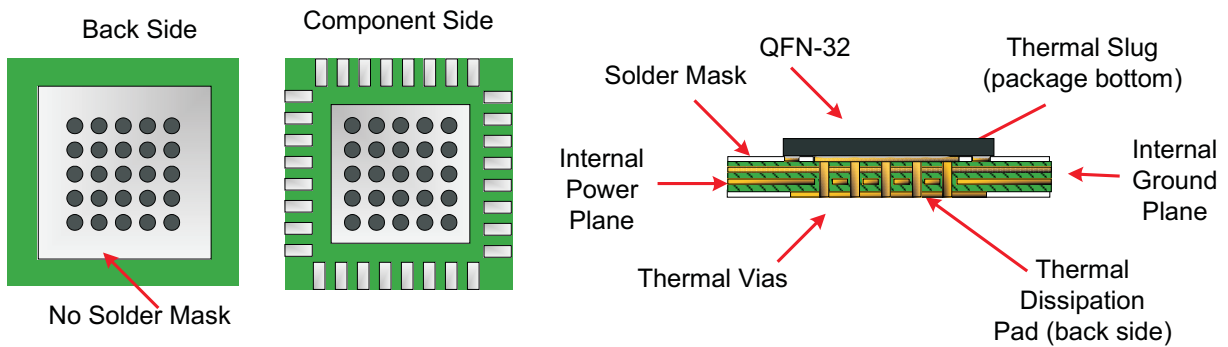 Back Side
No Solder Mask
Component Side
QFN-32
Solder Mask
Thermal Slug
(package bottom)
Internal
Power
Plane
Internal
Ground
Plane
Thermal Vias
Thermal
Dissipation
Pad (back side)